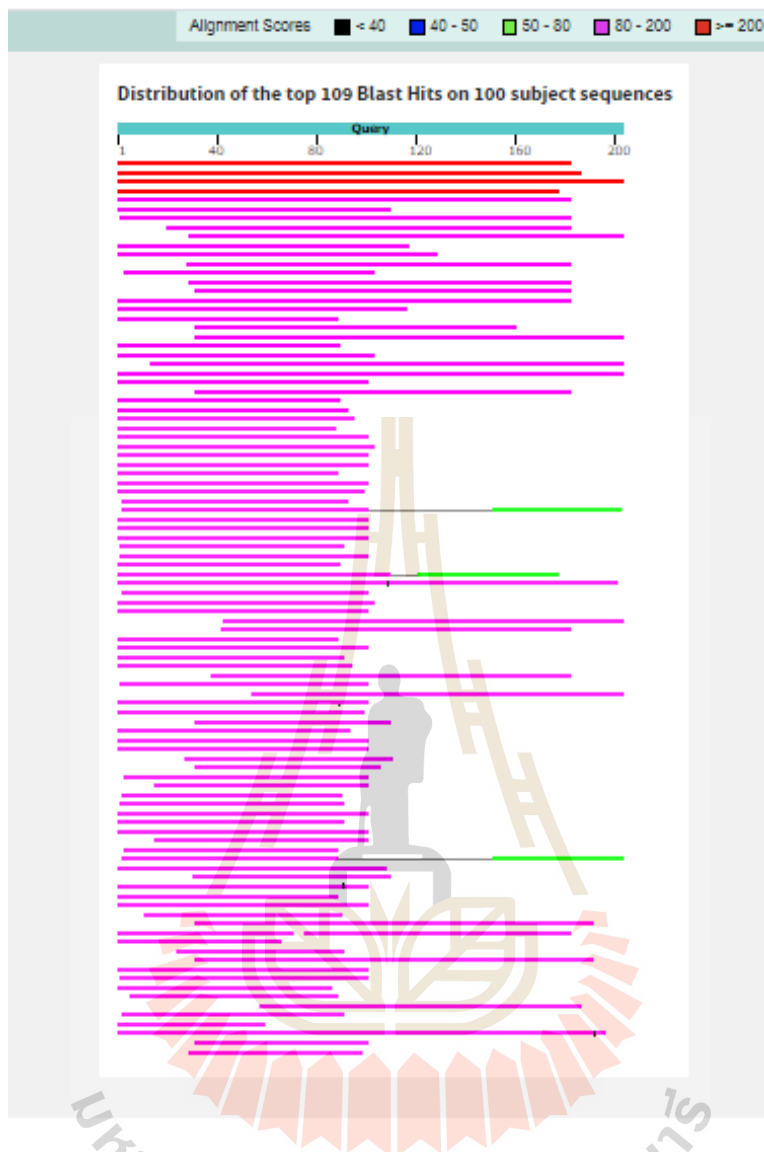 Alignment Scores < 40 40 - 50 50 - 80 80 - 200 >= 200
Distribution of the top 109 Blast Hits on 100 subject sequences
Query
1 40 80 120 160 200